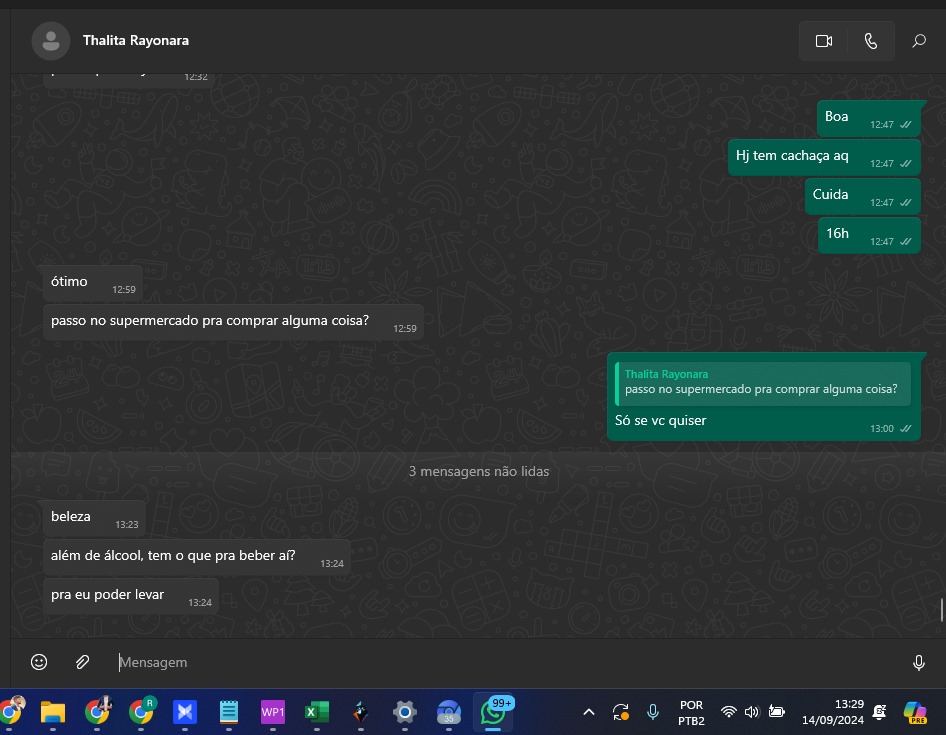 Thalita Rayonara
12:32
Boa
12:47
Hj tem cachaça aq
12:47
Cuida
12:47
16h
12:47
ótimo
12:59
passo no supermercado pra comprar alguma coisa?
12:59
Thalita Rayonara
passo no supermercado pra comprar alguma coisa?
Só se vc quiser
13:00
3 mensagens não lidas
beleza
13:23
além de álcool, tem o que pra beber aí?
13:24
pra eu poder levar
13:24
Mensagem
R
WP1
35
99+
POR
PTB2
13:29
14/09/2024
PRE